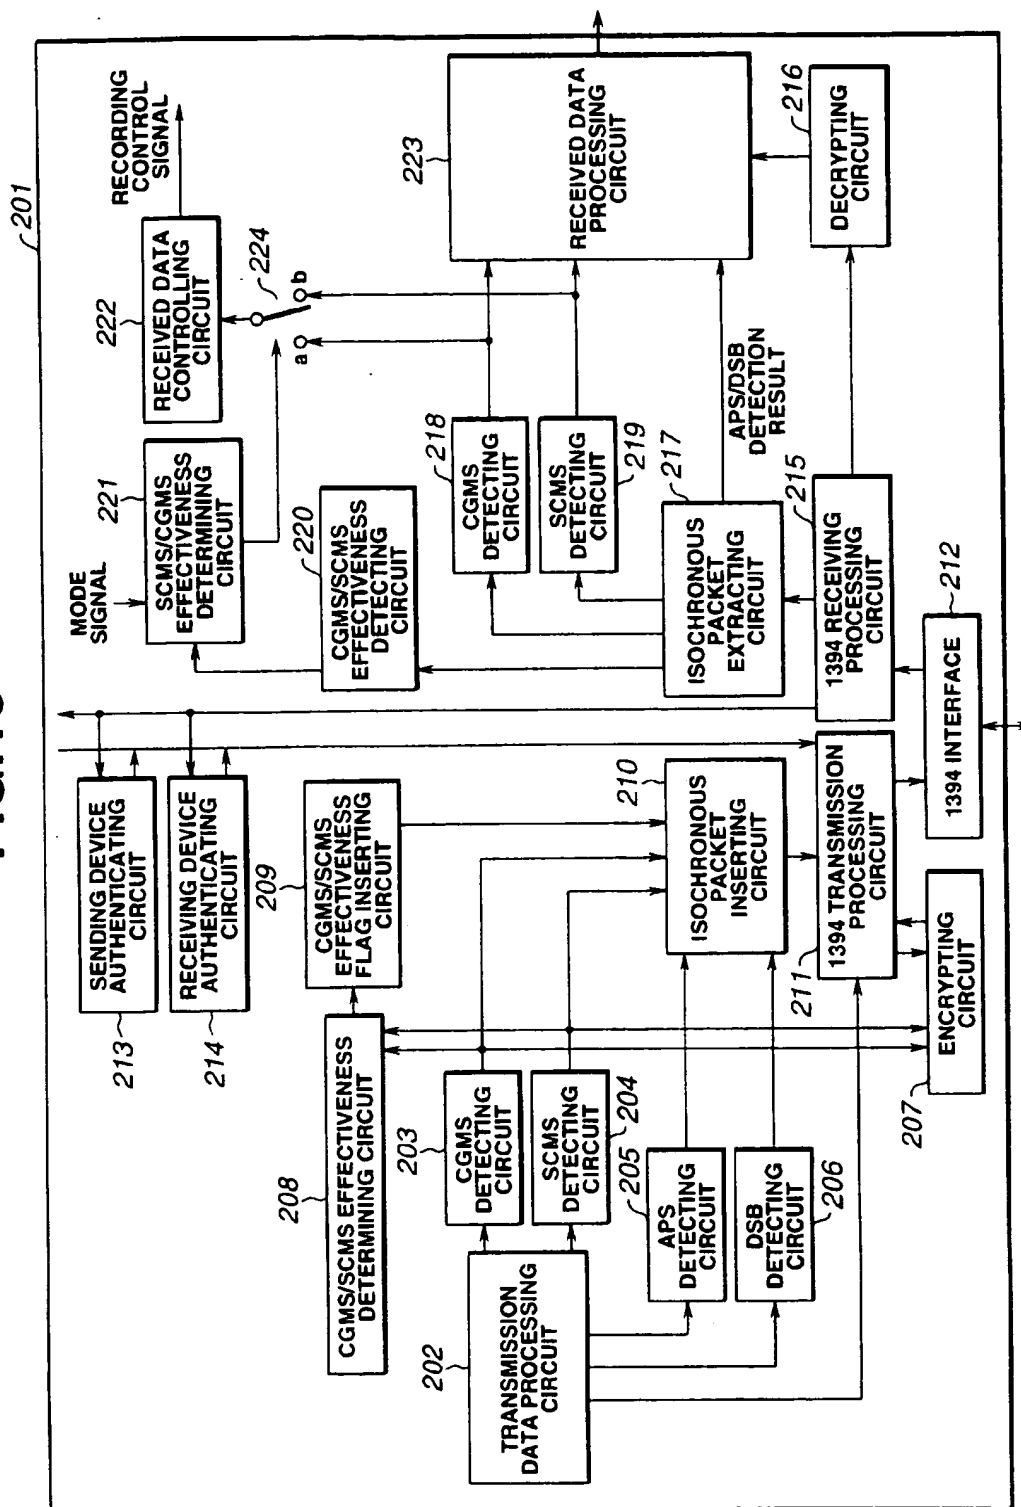 201
RECORDING
CONTROL
SIGNAL
222
RECEIVED DATA
CONTROLLING
CIRCUIT
224
a
b
223
RECEIVED DATA
PROCESSING
CIRCUIT
216
DECRYPTING
CIRCUIT
MODE
SIGNAL
221
SCMS/CGMS
EFFECTIVENESS
DETERMINING
CIRCUIT
220
CGMS/SCMS
EFFECTIVENESS
DETECTING
CIRCUIT
218
CGMS
DETECTING
CIRCUIT
SCMS
DETECTING
CIRCUIT
219
217
ISOCHRONOUS
PACKET
EXTRACTING
CIRCUIT
APS/DSB
DETECTION
RESULT
215
1394 RECEIVING
PROCESSING
CIRCUIT
212
1394 INTERFACE
SENDING DEVICE
AUTHENTICATING
CIRCUIT
213
RECEIVING DEVICE
AUTHENTICATING
CIRCUIT
214
209
CGMS/SCMS
EFFECTIVENESS
FLAG INSERTING
CIRCUIT
210
ISOCHRONOUS
PACKET
INSERTING
CIRCUIT
211
1394 TRANSMISSION
PROCESSING
CIRCUIT
208
CGMS/SCMS EFFECTIVENESS
DETERMINING CIRCUIT
203
CGMS
DETECTING
CIRCUIT
SCMS
DETECTING
CIRCUIT
204
205
APS
DETECTING
CIRCUIT
DSB
DETECTING
CIRCUIT
206
207
ENCRYPTING
CIRCUIT
202
TRANSMISSION
DATA PROCESSING
CIRCUIT